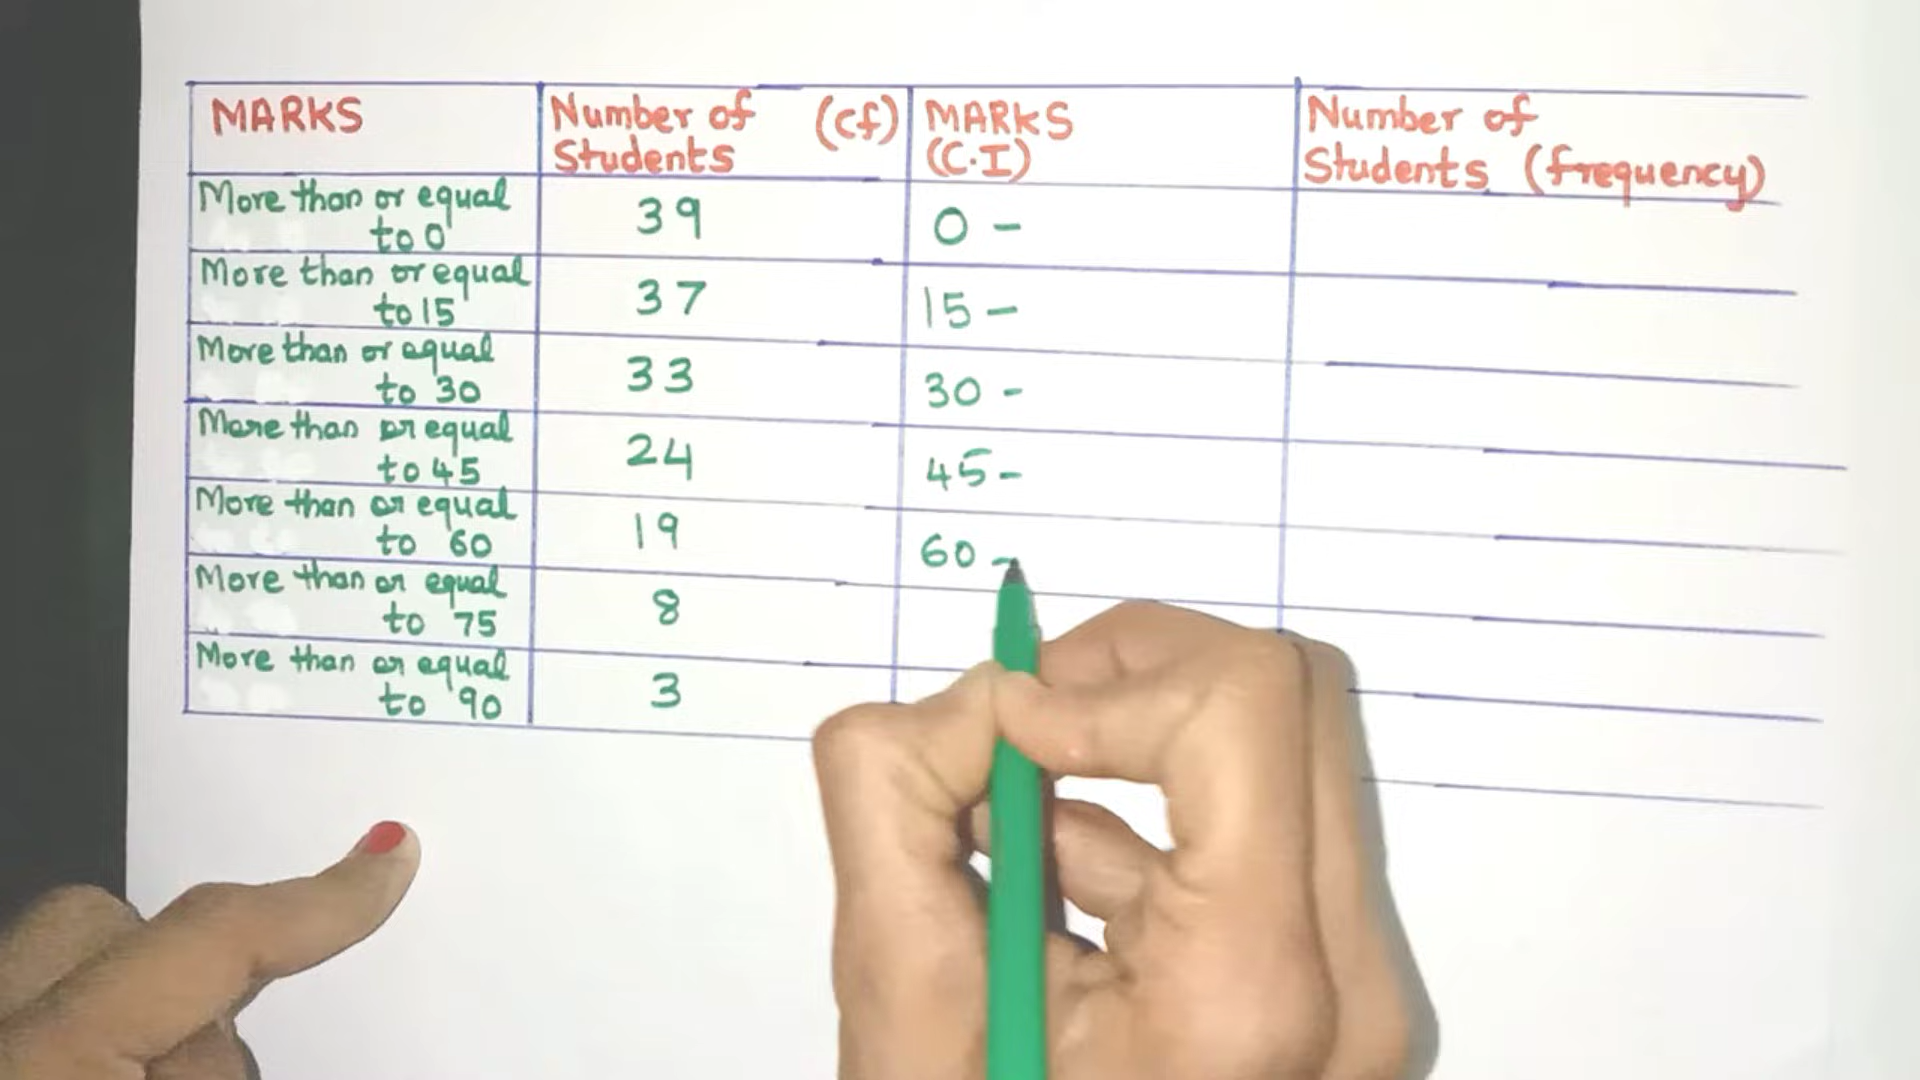 MARKS
Number of (cf)
Students
MARKS
(C.I)
Number of
Students (frequency)
More than or equal
to 0
39
0 -
More than or equal
to 15
37
15 -
More than or equal
to 30
33
30 -
More than or equal
to 45
24
45 -
More than or equal
to 60
19
60 -
More than or equal
to 75
8
More than or equal
to 90
3